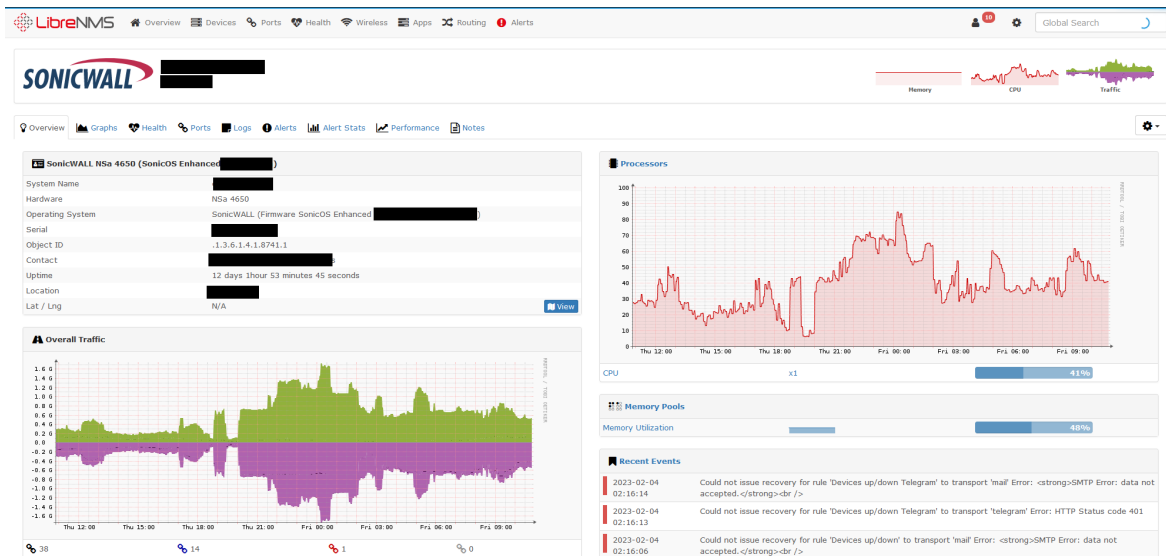 LibreNMS Overview Devices Ports Health Wireless Apps Routing Alerts 10 Global Search
SONICWALL
Memory CPU Traffic
Overview Graphs Health Ports Logs Alerts Alert Stats Performance Notes
SonicWALL NSa 4650 (SonicOS Enhanced )
System Name
Hardware NSa 4650
Operating System SonicWALL (Firmware SonicOS Enhanced )
Serial
Object ID .1.3.6.1.4.1.8741.1
Contact s
Uptime 12 days 1hour 53 minutes 45 seconds
Location
Lat / Lng N/A View
Overall Traffic
RRDTOOL / TOBI OETIKER
1.6 G
1.4 G
1.2 G
1.0 G
0.8 G
0.6 G
0.4 G
0.2 G
0.0
-0.2 G
-0.4 G
-0.6 G
-0.8 G
-1.0 G
-1.2 G
-1.4 G
-1.6 G
Thu 12:00 Thu 15:00 Thu 18:00 Thu 21:00 Fri 00:00 Fri 03:00 Fri 06:00 Fri 09:00
38 14 1 0
Processors
RRDTOOL / TOBI OETIKER
100
90
80
70
60
50
40
30
20
10
0
Thu 12:00 Thu 15:00 Thu 18:00 Thu 21:00 Fri 00:00 Fri 03:00 Fri 06:00 Fri 09:00
CPU x1 41%
Memory Pools
Memory Utilization 48%
Recent Events
2023-02-04 02:16:14
Could not issue recovery for rule 'Devices up/down Telegram' to transport 'mail' Error: <strong>SMTP Error: data not
accepted.</strong><br />
2023-02-04 02:16:13
Could not issue recovery for rule 'Devices up/down Telegram' to transport 'telegram' Error: HTTP Status code 401
2023-02-04 02:16:06
Could not issue recovery for rule 'Devices up/down' to transport 'mail' Error: <strong>SMTP Error: data not
accepted.</strong><br />